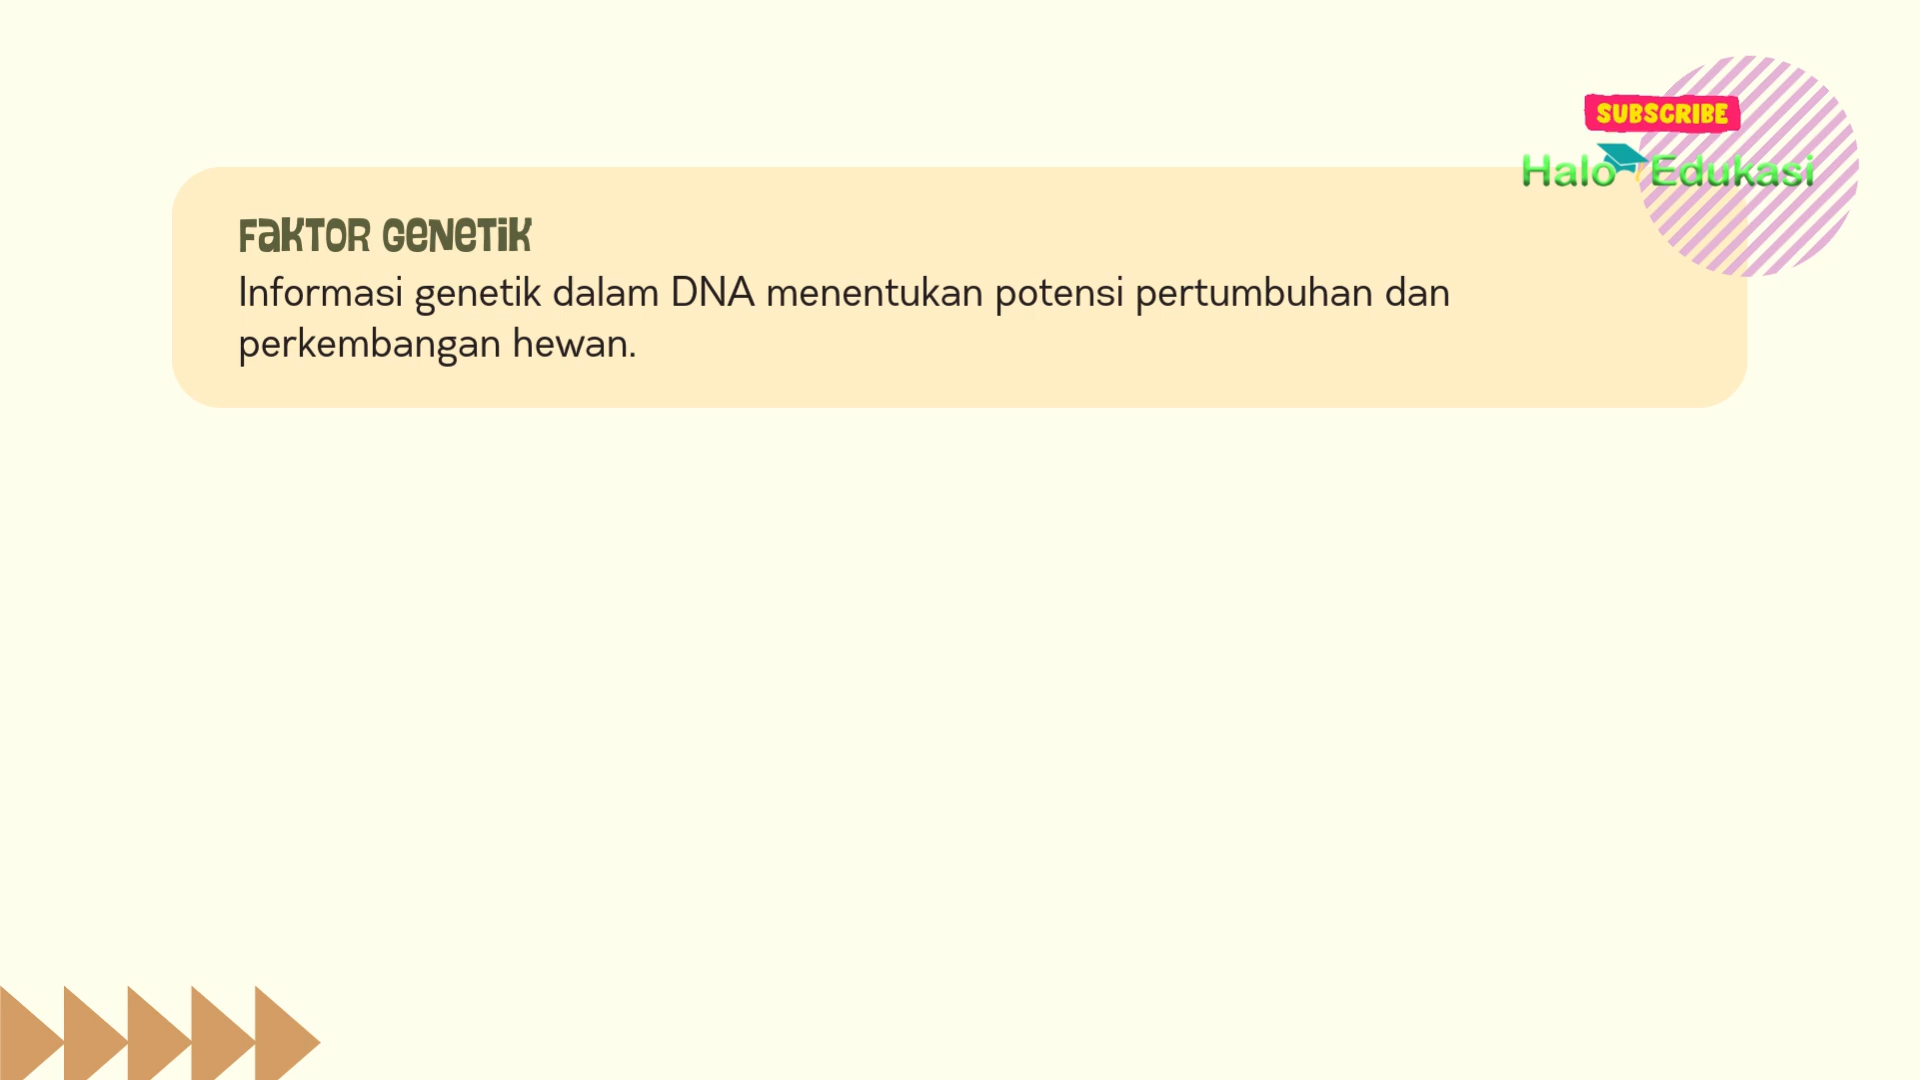 SUBSCRIBE
Halo Edukasi
Faktor Genetik
Informasi genetik dalam DNA menentukan potensi pertumbuhan dan
perkembangan hewan.